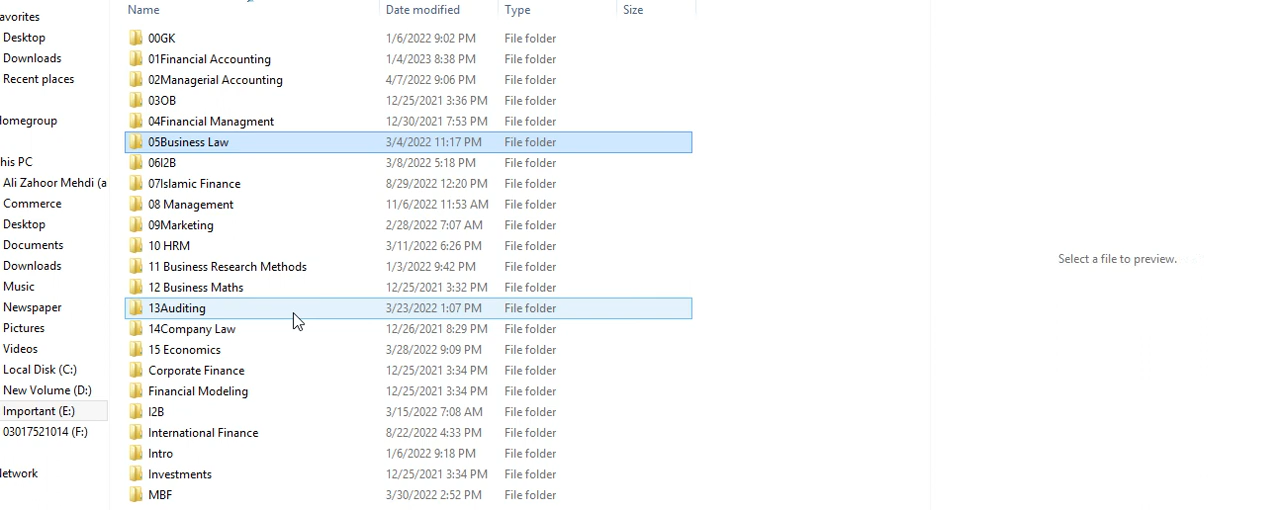 avorites
Desktop
Downloads
Recent places
omegroup
his PC
Ali Zahoor Mehdi (a
Commerce
Desktop
Documents
Downloads
Music
Newspaper
Pictures
Videos
Local Disk (C:)
New Volume (D:)
Important (E:)
03017521014 (F:)
etwork
Name Date modified Type Size
00GK 1/6/2022 9:02 PM File folder
01Financial Accounting 1/4/2023 8:38 PM File folder
02Managerial Accounting 4/7/2022 9:06 PM File folder
03OB 12/25/2021 3:36 PM File folder
04Financial Managment 12/30/2021 7:53 PM File folder
05Business Law 3/4/2022 11:17 PM File folder
06I2B 3/8/2022 5:18 PM File folder
07Islamic Finance 8/29/2022 12:20 PM File folder
08 Management 11/6/2022 11:53 AM File folder
09Marketing 2/28/2022 7:07 AM File folder
10 HRM 3/11/2022 6:26 PM File folder
11 Business Research Methods 1/3/2022 9:42 PM File folder
12 Business Maths 12/25/2021 3:32 PM File folder
13Auditing 3/23/2022 1:07 PM File folder
14Company Law 12/26/2021 8:29 PM File folder
15 Economics 3/28/2022 9:09 PM File folder
Corporate Finance 12/25/2021 3:34 PM File folder
Financial Modeling 12/25/2021 3:34 PM File folder
I2B 3/15/2022 7:08 AM File folder
International Finance 8/22/2022 4:33 PM File folder
Intro 1/6/2022 9:18 PM File folder
Investments 12/25/2021 3:34 PM File folder
MBF 3/30/2022 2:52 PM File folder
Select a file to preview.